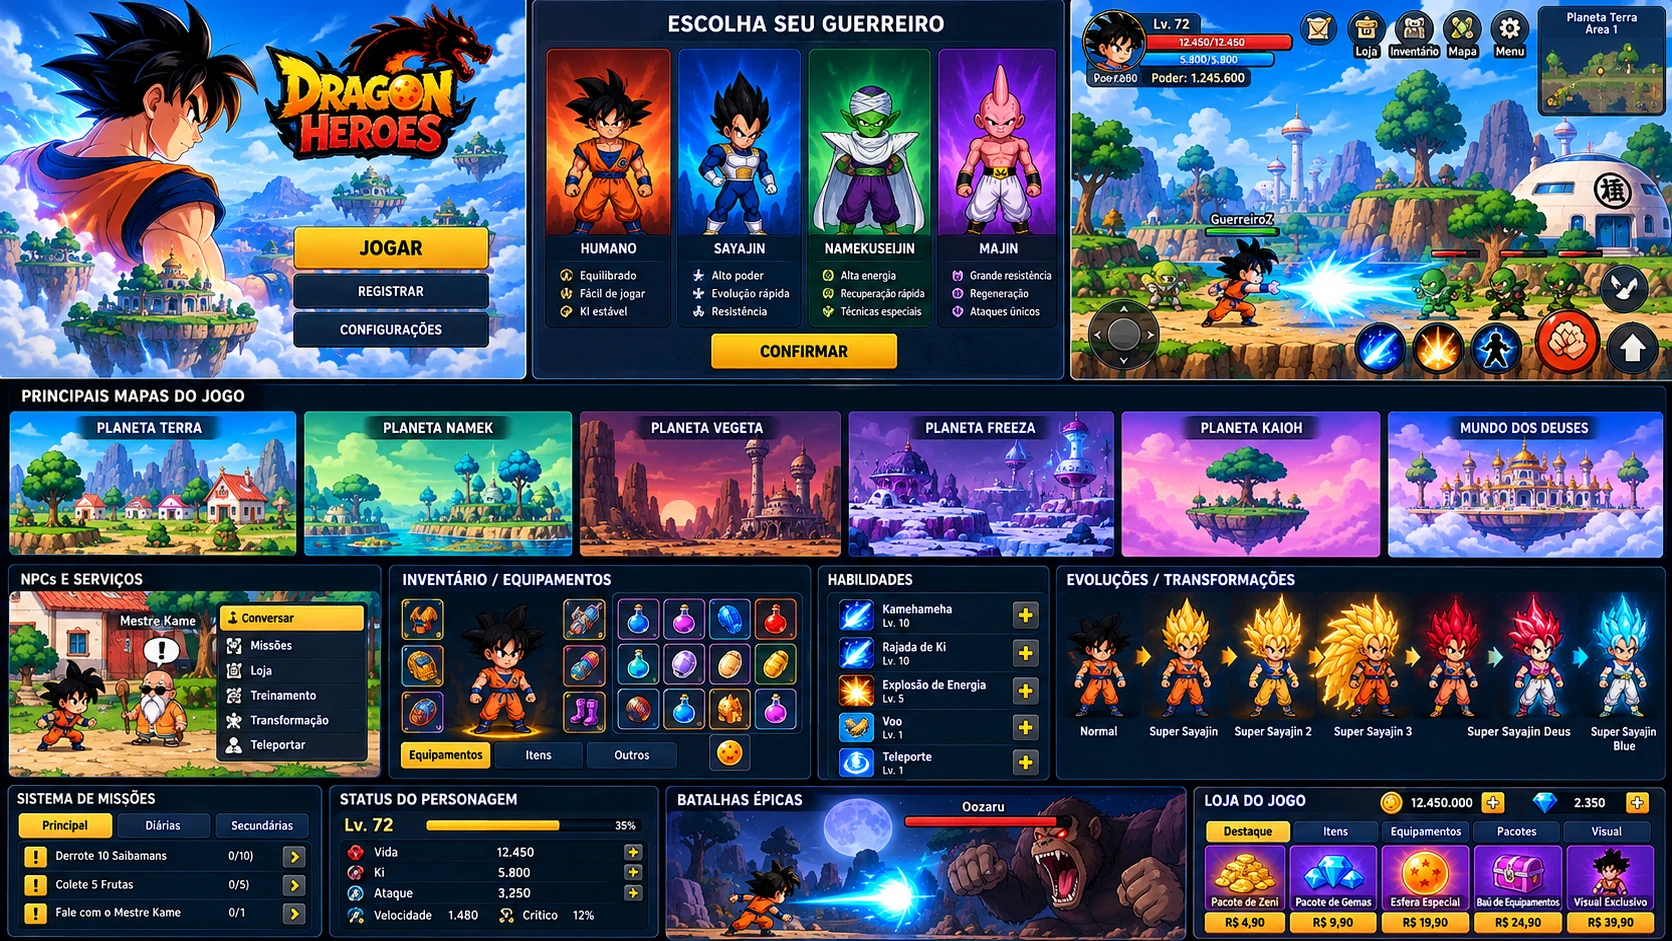 DRAGON
HEROES
JOGAR
REGISTRAR
CONFIGURAÇÕES
ESCOLHA SEU GUERREIRO
HUMANO
Equilibrado
Fácil de jogar
KI estável
SAYAJIN
Alto poder
Evolução rápida
Resistência
NAMEKUSEIJIN
Alta energia
Recuperação rápida
Técnicas especiais
MAJIN
Grande resistência
Regeneração
Ataques únicos
CONFIRMAR
Lv. 72
12.450/12.450
5.800/5.800
Poder: 1.245.600
Loja
Inventário
Mapa
Menu
Planeta Terra
Area 1
GuerreiroZ
PRINCIPAIS MAPAS DO JOGO
PLANETA TERRA
PLANETA NAMEK
PLANETA VEGETA
PLANETA FREEZA
PLANETA KAIOH
MUNDO DOS DEUSES
NPCs E SERVIÇOS
Mestre Kame
!
Conversar
Missões
Loja
Treinamento
Transformação
Teleportar
INVENTÁRIO / EQUIPAMENTOS
Equipamentos
Itens
Outros
HABILIDADES
Kamehameha
Lv. 10
Rajada de Ki
Lv. 10
Explosão de Energia
Lv. 5
Voo
Lv. 1
Teleporte
Lv. 1
EVOLUÇÕES / TRANSFORMAÇÕES
Normal
Super Sayajin
Super Sayajin 2
Super Sayajin 3
Super Sayajin Deus
Super Sayajin
Blue
SISTEMA DE MISSÕES
Principal
Diárias
Secundárias
! Derrote 10 Saibamans 0/10)
! Colete 5 Frutas 0/5)
! Fale com o Mestre Kame 0/1
STATUS DO PERSONAGEM
Lv. 72 35%
Vida 12.450
Ki 5.800
Ataque 3,250
Velocidade 1.480 Crítico 12%
BATALHAS ÉPICAS
Oozaru
LOJA DO JOGO
12.450.000
2.350
Destaque
Itens
Equipamentos
Pacotes
Visual
Pacote de Zeni
R$ 4,90
Pacote de Gemas
R$ 9,90
Esfera Especial
R$ 19,90
Baú de Equipamentos
R$ 24,90
Visual Exclusivo
R$ 39,90